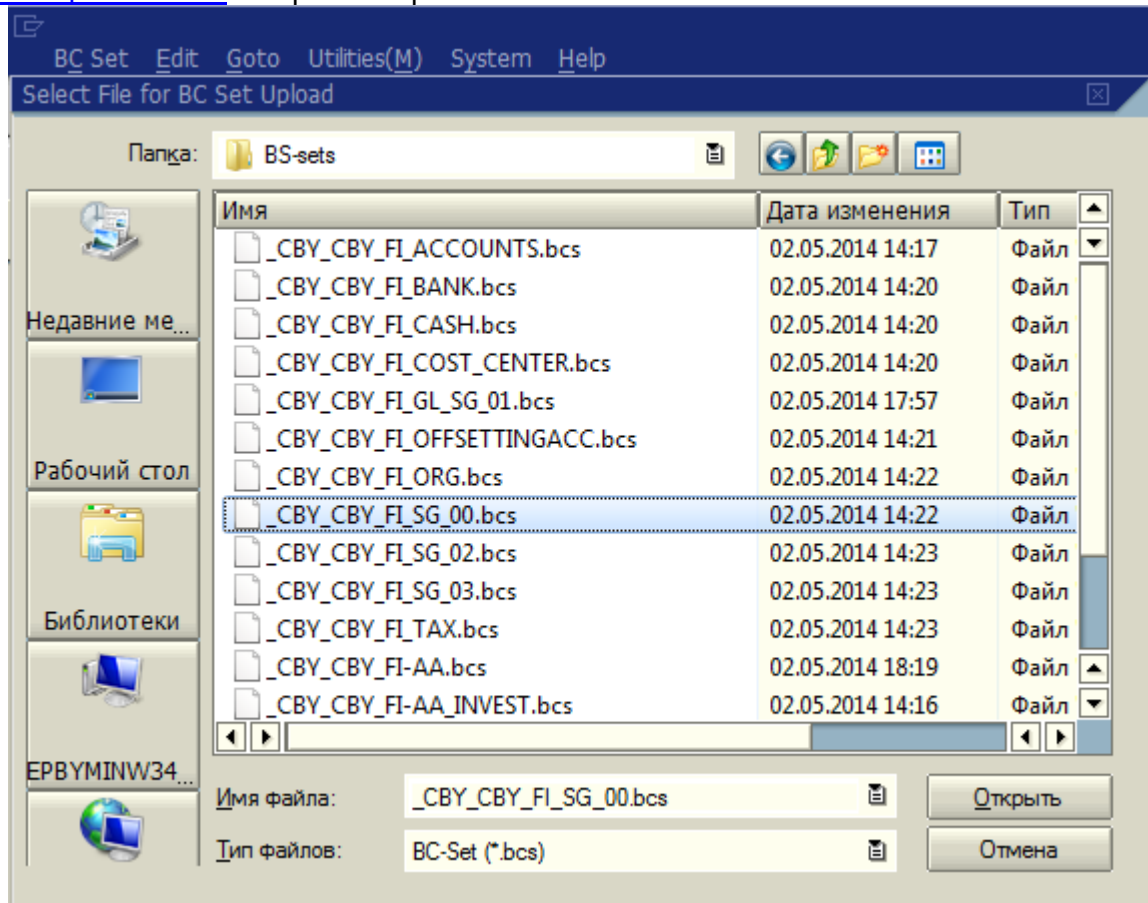 BC Set Edit Goto Utilities(M) System Help
Select File for BC Set Upload
Папка: BS-sets
Имя Дата изменения Тип
_CBY_CBY_FI_ACCOUNTS.bcs 02.05.2014 14:17 Файл
_CBY_CBY_FI_BANK.bcs 02.05.2014 14:20 Файл
_CBY_CBY_FI_CASH.bcs 02.05.2014 14:20 Файл
Недавние ме...
_CBY_CBY_FI_COST_CENTER.bcs 02.05.2014 14:20 Файл
_CBY_CBY_FI_GL_SG_01.bcs 02.05.2014 17:57 Файл
_CBY_CBY_FI_OFFSETTINGACC.bcs 02.05.2014 14:21 Файл
Рабочий стол
_CBY_CBY_FI_ORG.bcs 02.05.2014 14:22 Файл
_CBY_CBY_FI_SG_00.bcs 02.05.2014 14:22 Файл
_CBY_CBY_FI_SG_02.bcs 02.05.2014 14:23 Файл
_CBY_CBY_FI_SG_03.bcs 02.05.2014 14:23 Файл
Библиотеки
_CBY_CBY_FI_TAX.bcs 02.05.2014 14:23 Файл
_CBY_CBY_FI-AA.bcs 02.05.2014 18:19 Файл
_CBY_CBY_FI-AA_INVEST.bcs 02.05.2014 14:16 Файл
EPBYMINW34...
Имя файла: _CBY_CBY_FI_SG_00.bcs Открыть
Тип файлов: BC-Set (*.bcs) Отмена